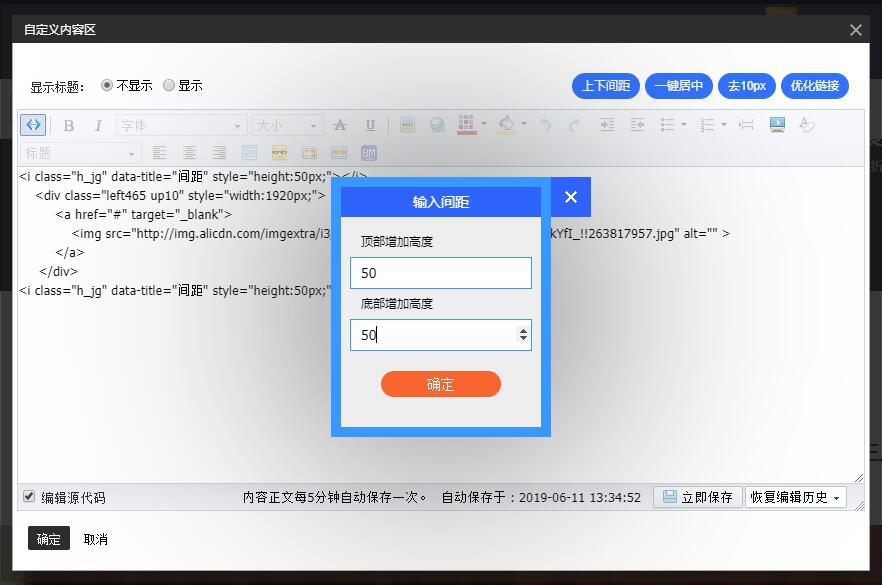 NEW
自定义内容区
显示标题: 不显示 显示
上下间距 一键居中 去10px 优化链接
B I 字体 大小 A U
标题 BM
<i class="h_jg" data-title="间距" style="height:50px;"></i>
<div class="left465 up10" style="width:1920px;">
<a href="#" target="_blank">
<img src="http://img.alicdn.com/imgextra/i3 kYfI_!!263817957.jpg" alt="" >
</a>
</div>
<i class="h_jg" data-title="间距" style="height:50px;"
输入间距
顶部增加高度
50
底部增加高度
50
确定
编辑源代码 内容正文每5分钟自动保存一次。 自动保存于：2019-06-11 13:34:52 立即保存 恢复编辑历史
确定 取消